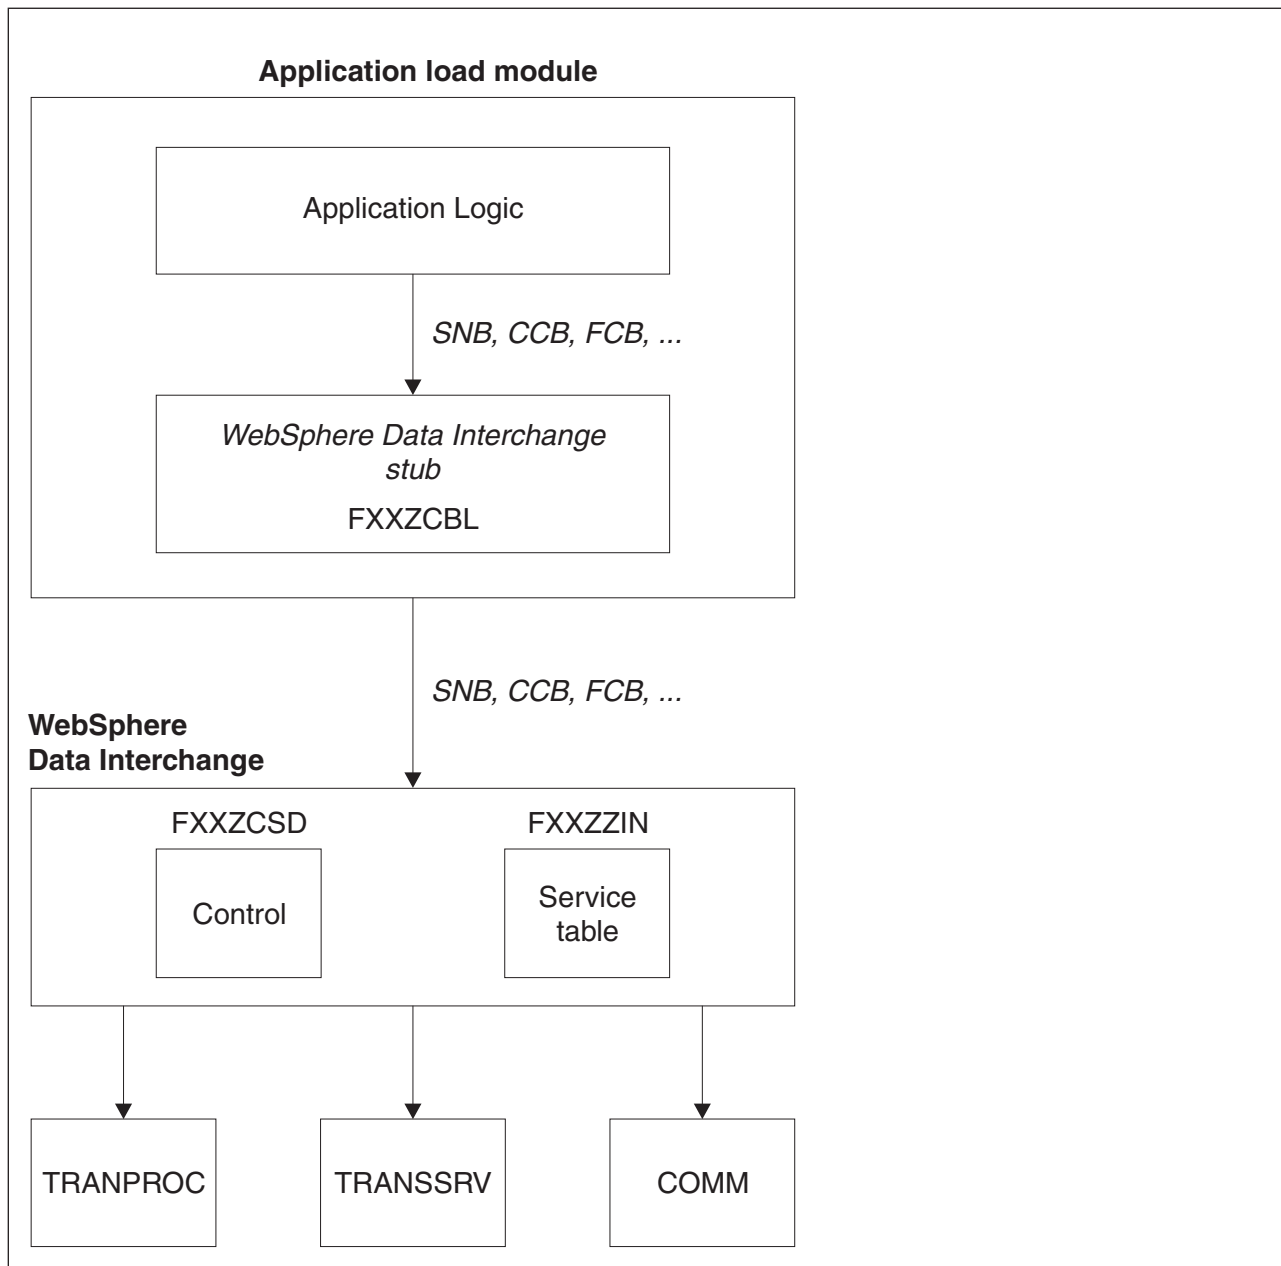 Application load module
Application Logic
SNB, CCB, FCB, ...
WebSphere Data Interchange
stub
FXXZCBL
SNB, CCB, FCB, ...
WebSphere
Data Interchange
FXXZCSD
FXXZZIN
Control
Service
table
TRANPROC
TRANSSRV
COMM